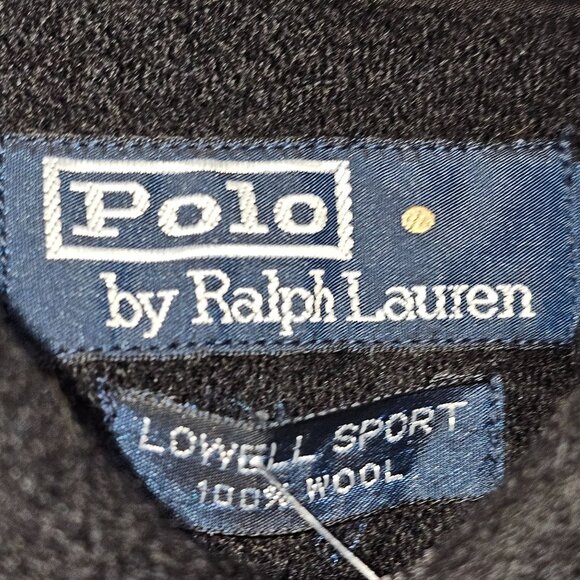 Polo
by Ralph Lauren
LOWELL SPORT
100% WOOL